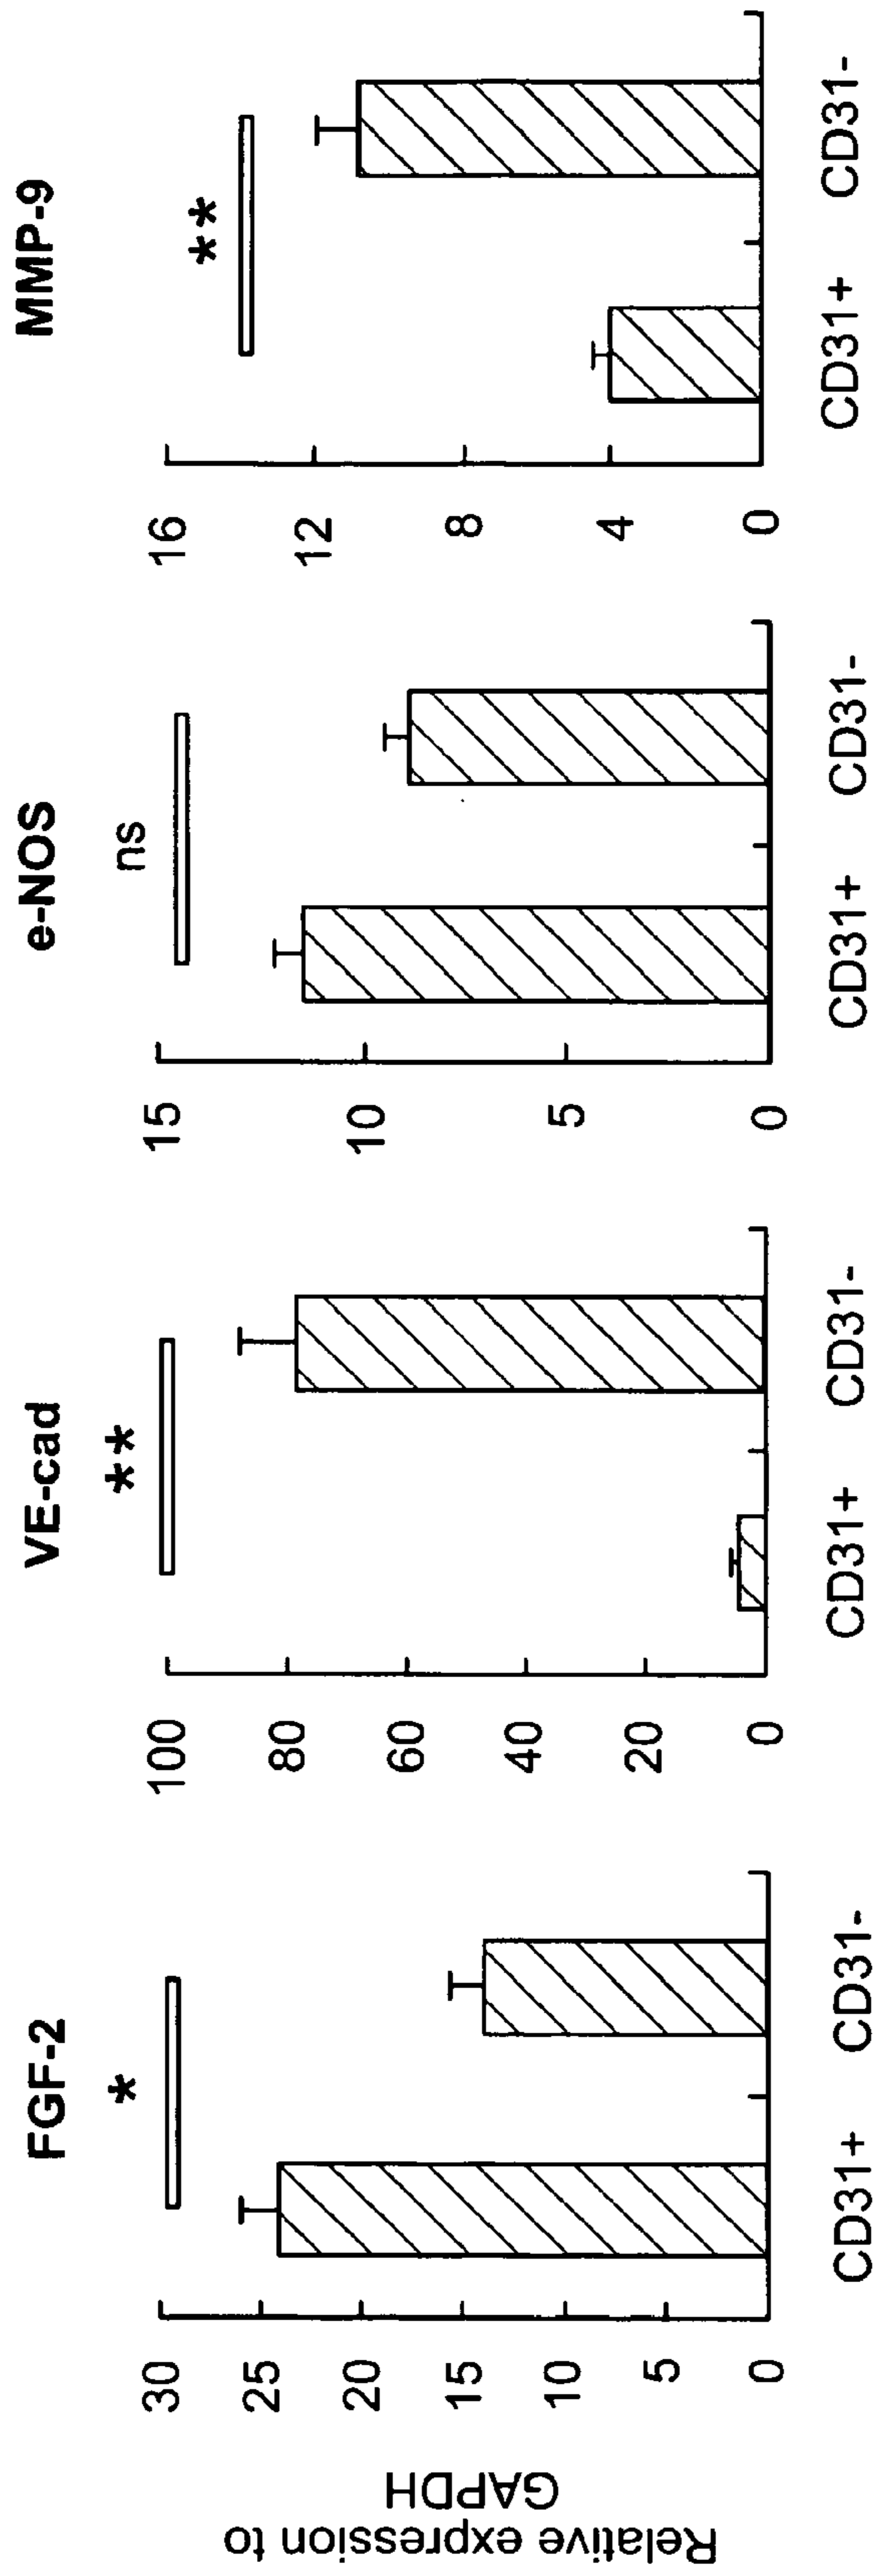 Relative expression to
GAPDH
FGF-2
*
30
25
20
15
10
5
0
CD31+ CD31-
VE-cad
**
100
80
60
40
20
0
CD31+ CD31-
e-NOS
ns
15
10
5
0
CD31+ CD31-
MMP-9
**
16
12
8
4
0
CD31+ CD31-